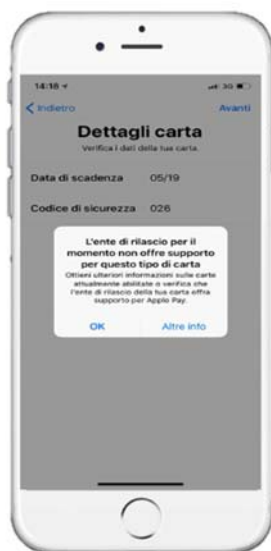 14:18
3G
Indietro
Avanti
Dettagli carta
Verifica i dati della tua carta.
Data di scadenza 05/19
Codice di sicurezza 026
L'ente di rilascio per il
momento non offre supporto
per questo tipo di carta
Ottieni ulteriori informazioni sulle carte
attualmente abilitate o verifica che
l'ente di rilascio della tua carta offra
supporto per Apple Pay.
OK
Altre info